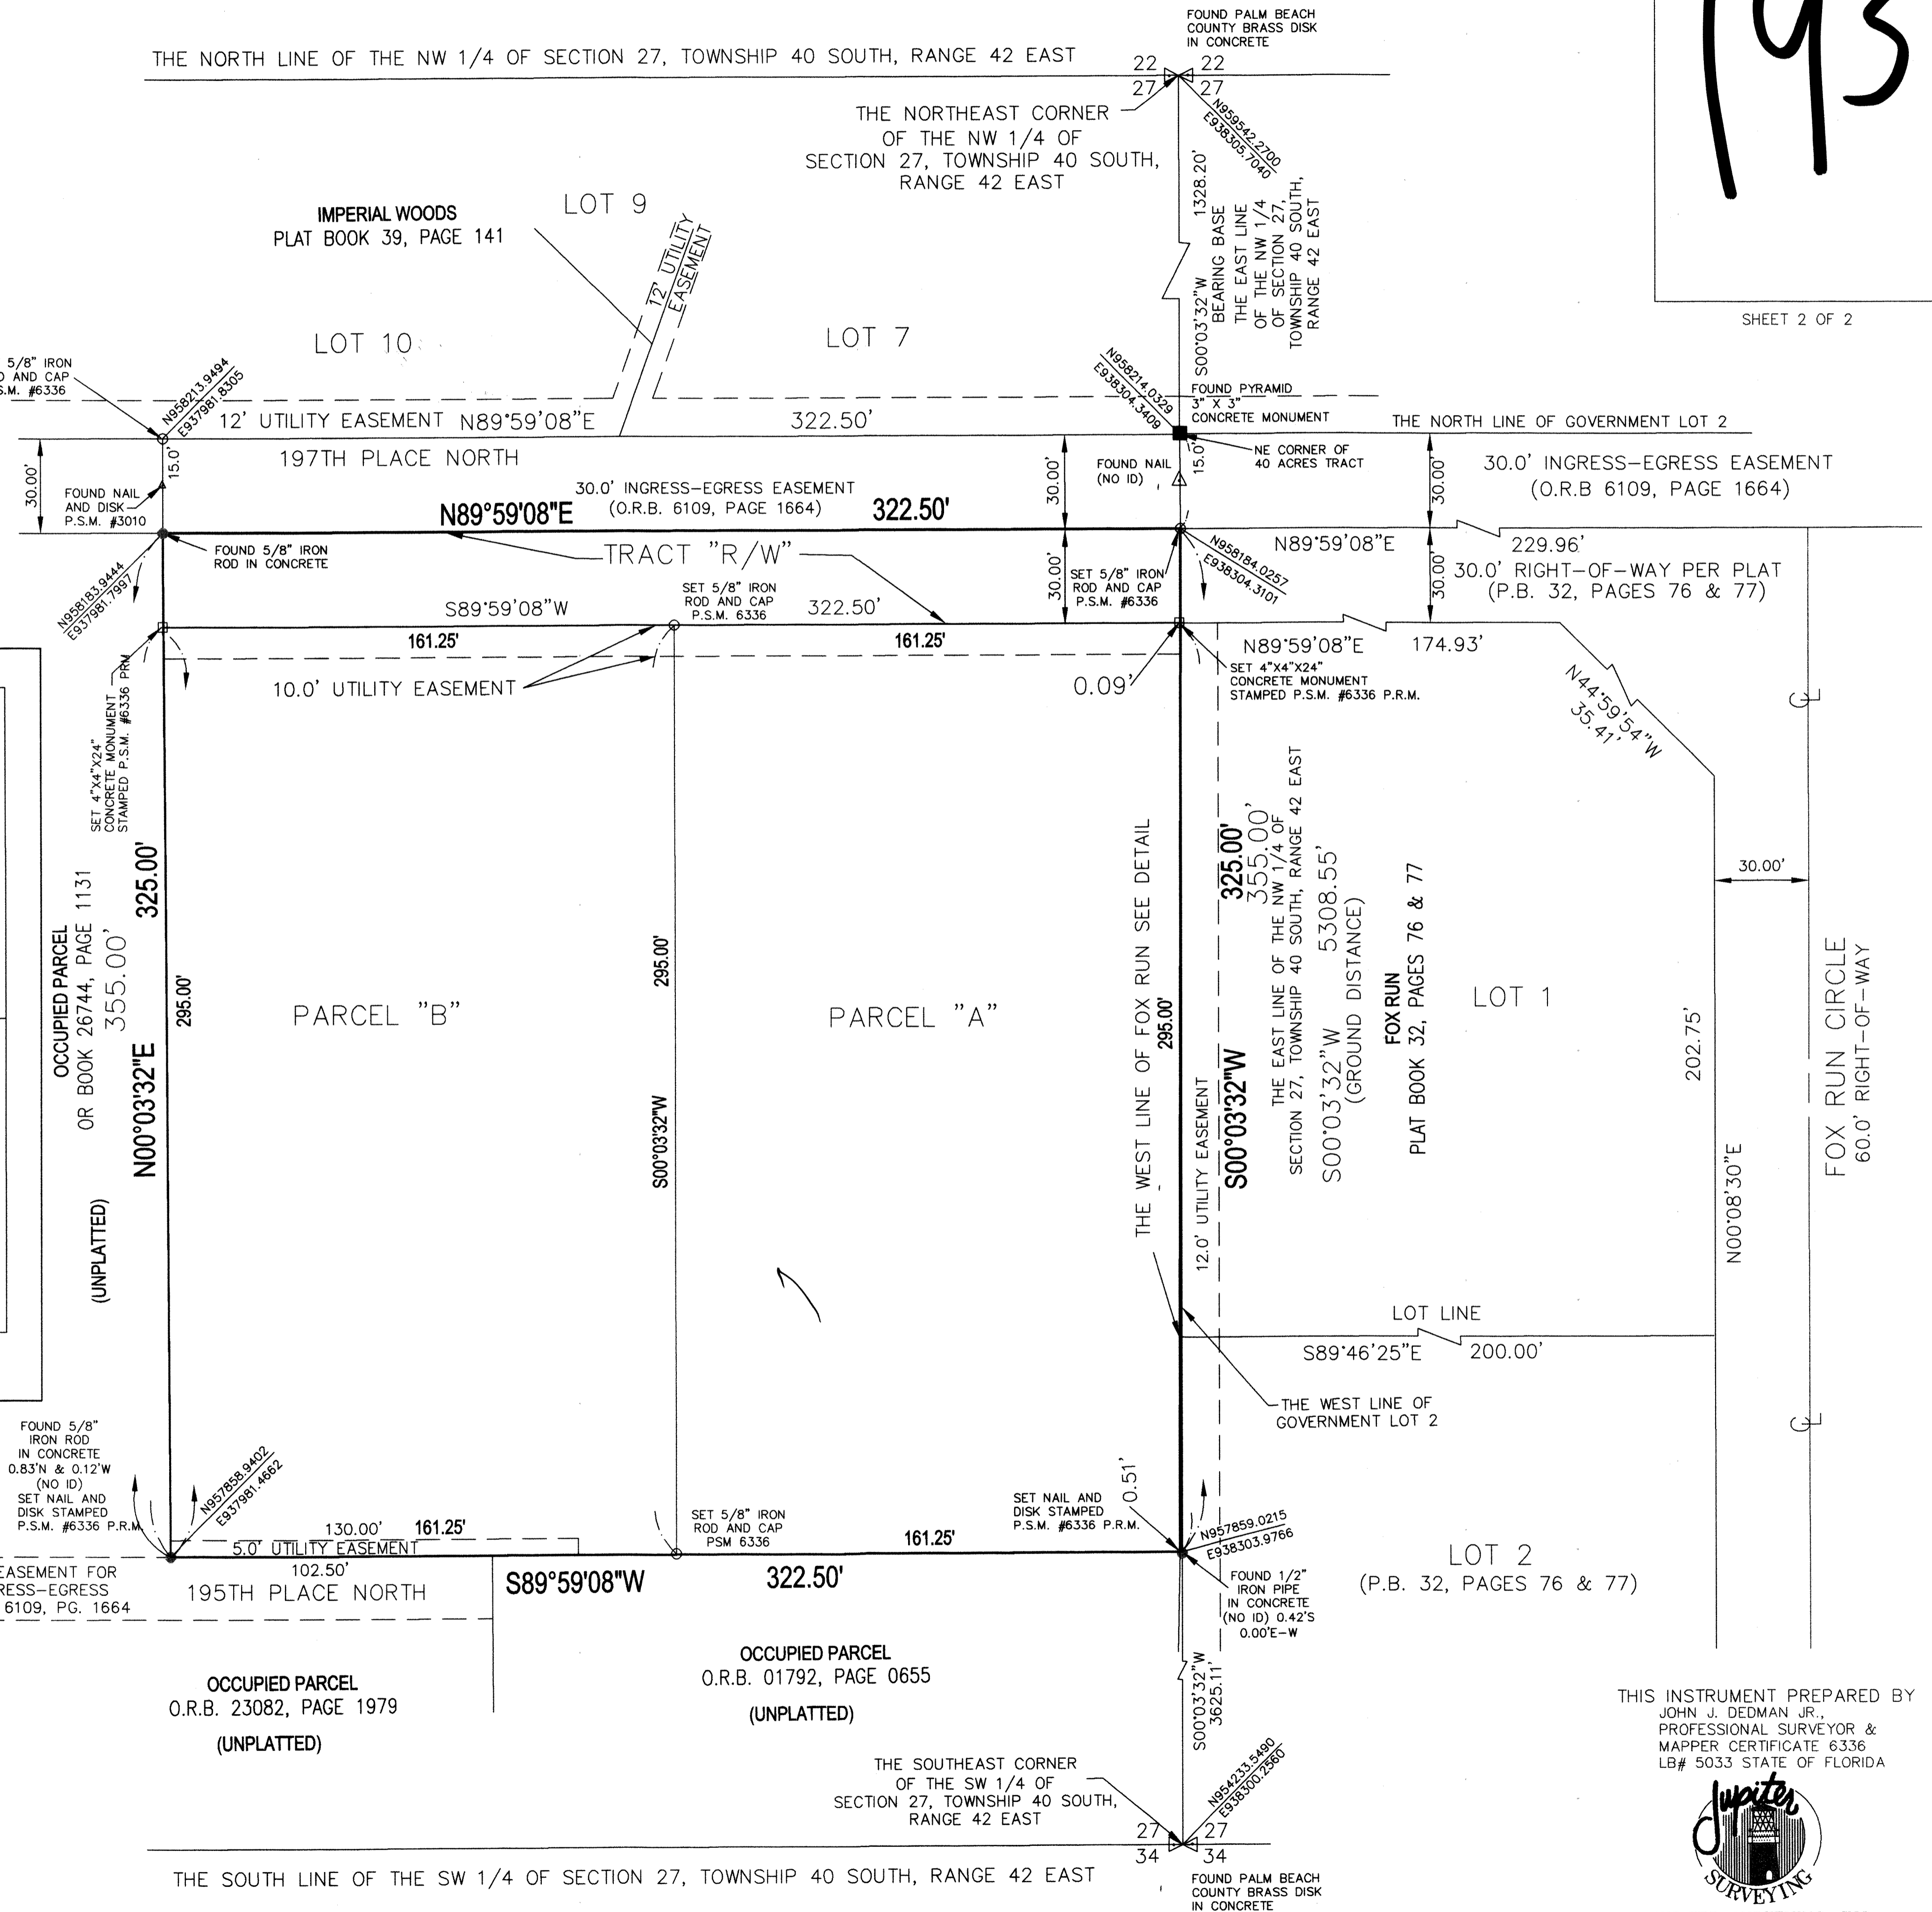 193
SHEET 2 OF 2
FOUND PALM BEACH
COUNTY BRASS DISK
IN CONCRETE
THE NORTH LINE OF THE NW 1/4 OF SECTION 27, TOWNSHIP 40 SOUTH, RANGE 42 EAST
22 22
27 27
THE NORTHEAST CORNER
OF THE NW 1/4 OF
SECTION 27, TOWNSHIP 40 SOUTH,
RANGE 42 EAST
N959542.2700
E938305.7040
S00°03'32"W 1328.20'
BEARING BASE
THE EAST LINE
OF THE NW 1/4
OF SECTION 27,
TOWNSHIP 40 SOUTH,
RANGE 42 EAST
IMPERIAL WOODS
PLAT BOOK 39, PAGE 141
LOT 9
12' UTILITY
EASEMENT
LOT 10
LOT 7
5/8" IRON
AND CAP
S.M. #6336
N958213.9494
E937981.8305
12' UTILITY EASEMENT N89°59'08"E 322.50'
N958214.0329
E938304.3409
FOUND PYRAMID
3" X 3"
CONCRETE MONUMENT
THE NORTH LINE OF GOVERNMENT LOT 2
NE CORNER OF
40 ACRES TRACT
30.00'
15.0'
197TH PLACE NORTH
FOUND NAIL
AND DISK
P.S.M. #3010
30.0' INGRESS-EGRESS EASEMENT
(O.R.B. 6109, PAGE 1664)
N89°59'08"E 322.50'
30.00'
FOUND NAIL
(NO ID)
15.0'
30.00'
30.0' INGRESS-EGRESS EASEMENT
(O.R.B 6109, PAGE 1664)
FOUND 5/8" IRON
ROD IN CONCRETE
N958183.9444
E937981.7997
TRACT "R/W"
30.00'
SET 5/8" IRON
ROD AND CAP
P.S.M. #6336
N958184.0257
E938304.3101
N89°59'08"E 229.96'
30.00'
30.0' RIGHT-OF-WAY PER PLAT
(P.B. 32, PAGES 76 & 77)
S89°59'08"W 322.50'
SET 5/8" IRON
ROD AND CAP
P.S.M. 6336
161.25' 161.25'
10.0' UTILITY EASEMENT
0.09'
N89°59'08"E 174.93'
SET 4"X4"X24"
CONCRETE MONUMENT
STAMPED P.S.M. #6336 P.R.M.
N44°59'54"W
35.41'
SET 4"X4"X24"
CONCRETE MONUMENT
STAMPED P.S.M. #6336 PRM
OCCUPIED PARCEL
OR BOOK 26744, PAGE 1131
(UNPLATTED)
355.00'
N00°03'32"E 325.00'
295.00'
PARCEL "B"
S00°03'32"W 295.00'
PARCEL "A"
THE WEST LINE OF FOX RUN SEE DETAIL
295.00'
12.0' UTILITY EASEMENT
S00°03'32"W 325.00'
355.00'
THE EAST LINE OF THE NW 1/4 OF
SECTION 27, TOWNSHIP 40 SOUTH, RANGE 42 EAST
S00°03'32"W 5308.55'
(GROUND DISTANCE)
FOX RUN
PLAT BOOK 32, PAGES 76 & 77
LOT 1
202.75'
N00°08'30"E
30.00'
CL
FOX RUN CIRCLE
60.0' RIGHT-OF-WAY
CL
LOT LINE
S89°46'25"E 200.00'
THE WEST LINE OF
GOVERNMENT LOT 2
FOUND 5/8"
IRON ROD
IN CONCRETE
0.83'N & 0.12'W
(NO ID)
SET NAIL AND
DISK STAMPED
P.S.M. #6336 P.R.M.
N957858.9402
E937981.4662
130.00' 161.25'
5.0' UTILITY EASEMENT
102.50'
195TH PLACE NORTH
EASEMENT FOR
RESS-EGRESS
6109, PG. 1664
SET 5/8" IRON
ROD AND CAP
PSM 6336
161.25'
S89°59'08"W 322.50'
SET NAIL AND
DISK STAMPED
P.S.M. #6336 P.R.M.
0.51'
N957859.0215
E938303.9766
FOUND 1/2"
IRON PIPE
IN CONCRETE
(NO ID) 0.42'S
0.00'E-W
LOT 2
(P.B. 32, PAGES 76 & 77)
OCCUPIED PARCEL
O.R.B. 23082, PAGE 1979
(UNPLATTED)
OCCUPIED PARCEL
O.R.B. 01792, PAGE 0655
(UNPLATTED)
S00°03'32"W
3625.11'
THE SOUTHEAST CORNER
OF THE SW 1/4 OF
SECTION 27, TOWNSHIP 40 SOUTH,
RANGE 42 EAST
N954233.5490
E938300.2560
27 27
34 34
THE SOUTH LINE OF THE SW 1/4 OF SECTION 27, TOWNSHIP 40 SOUTH, RANGE 42 EAST
FOUND PALM BEACH
COUNTY BRASS DISK
IN CONCRETE
THIS INSTRUMENT PREPARED BY
JOHN J. DEDMAN JR.,
PROFESSIONAL SURVEYOR &
MAPPER CERTIFICATE 6336
LB# 5033 STATE OF FLORIDA
Jupiter
SURVEYING